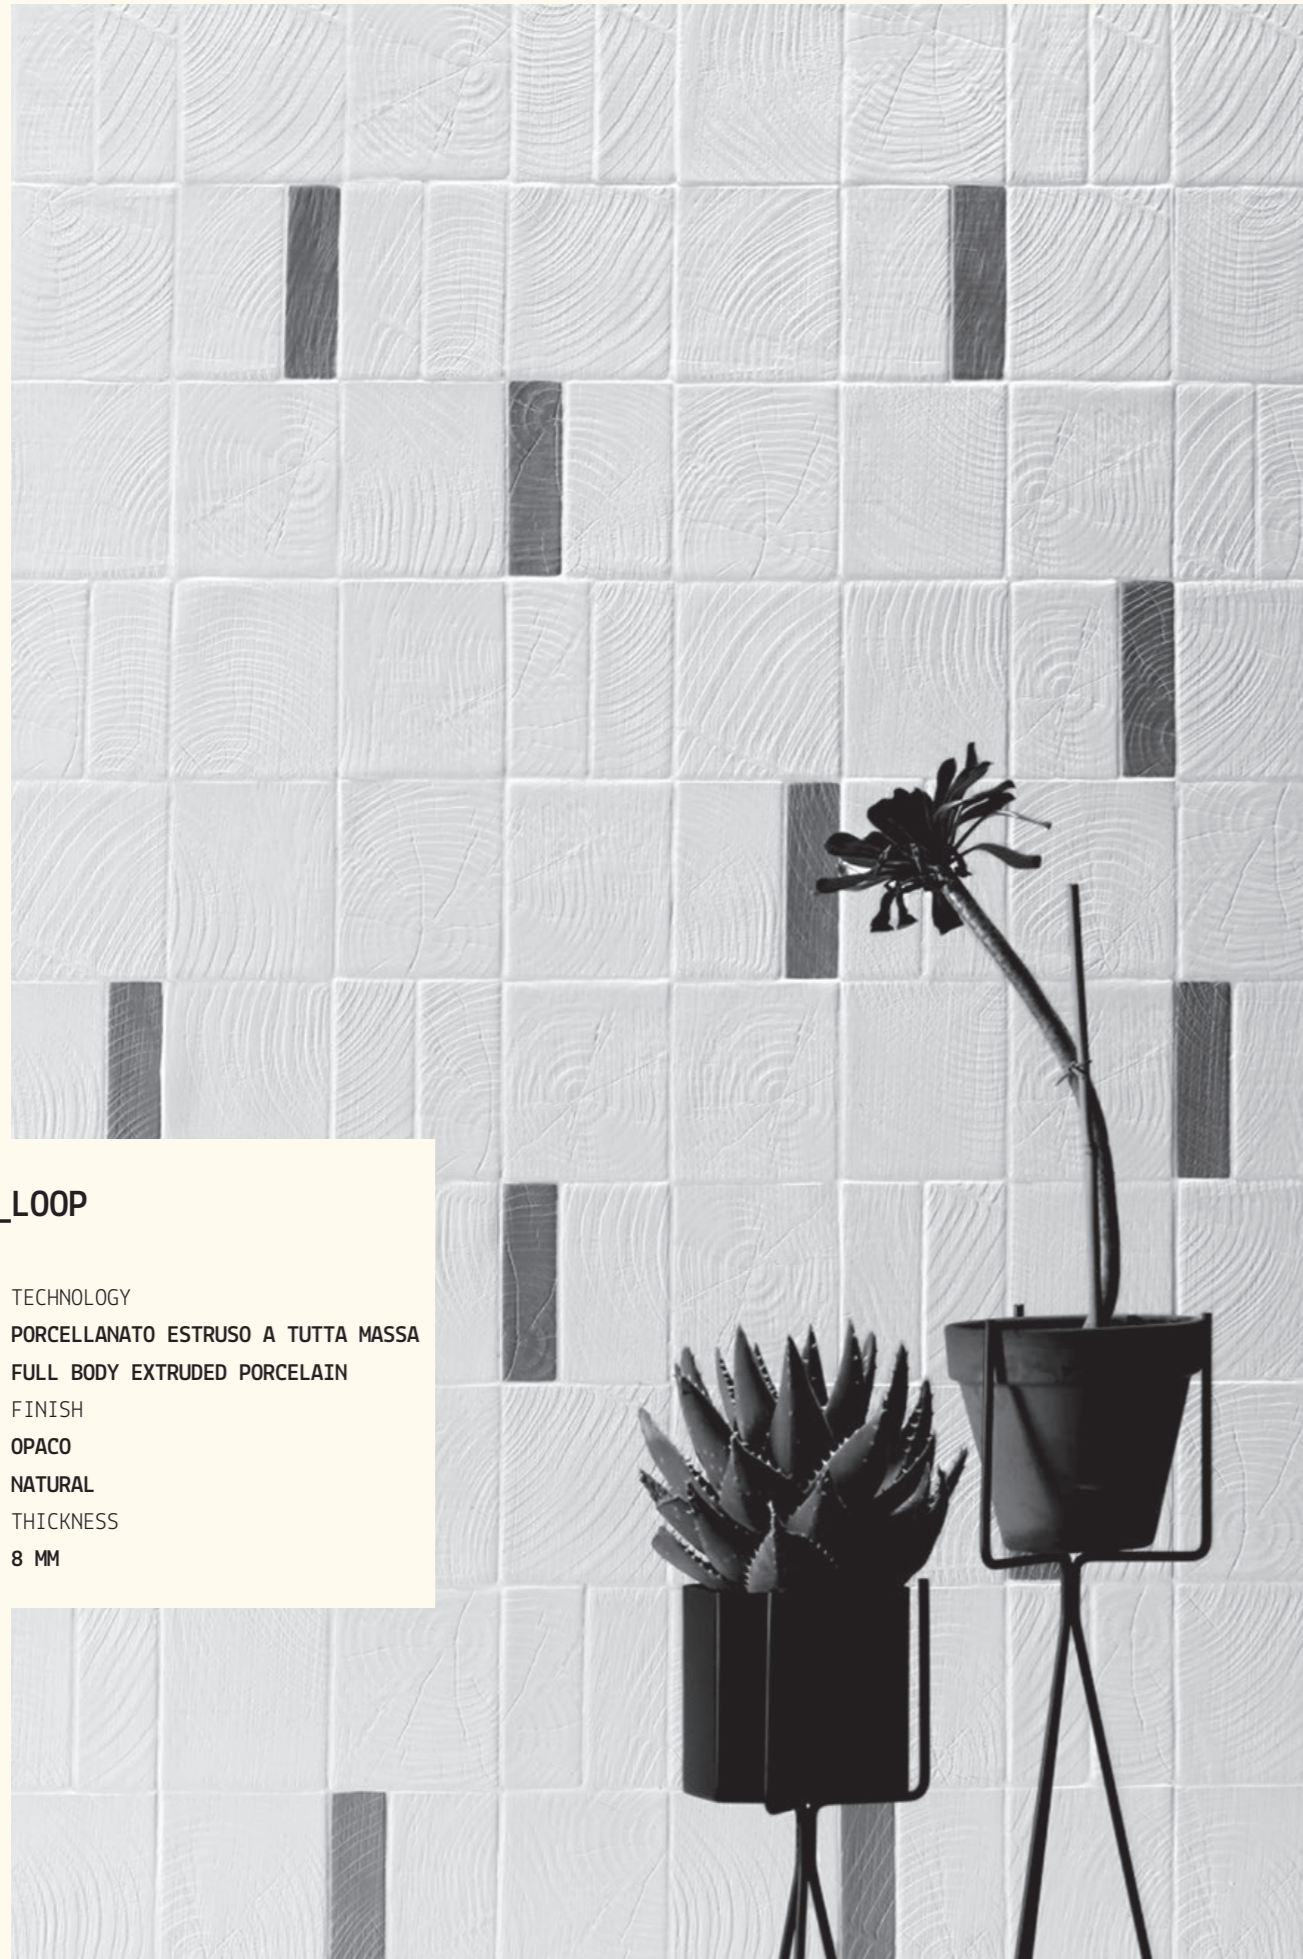 _LOOP
TECHNOLOGY
PORCELLANATO ESTRUSO A TUTTA MASSA
FULL BODY EXTRUDED PORCELAIN
FINISH
OPACO
NATURAL
THICKNESS
8 MM